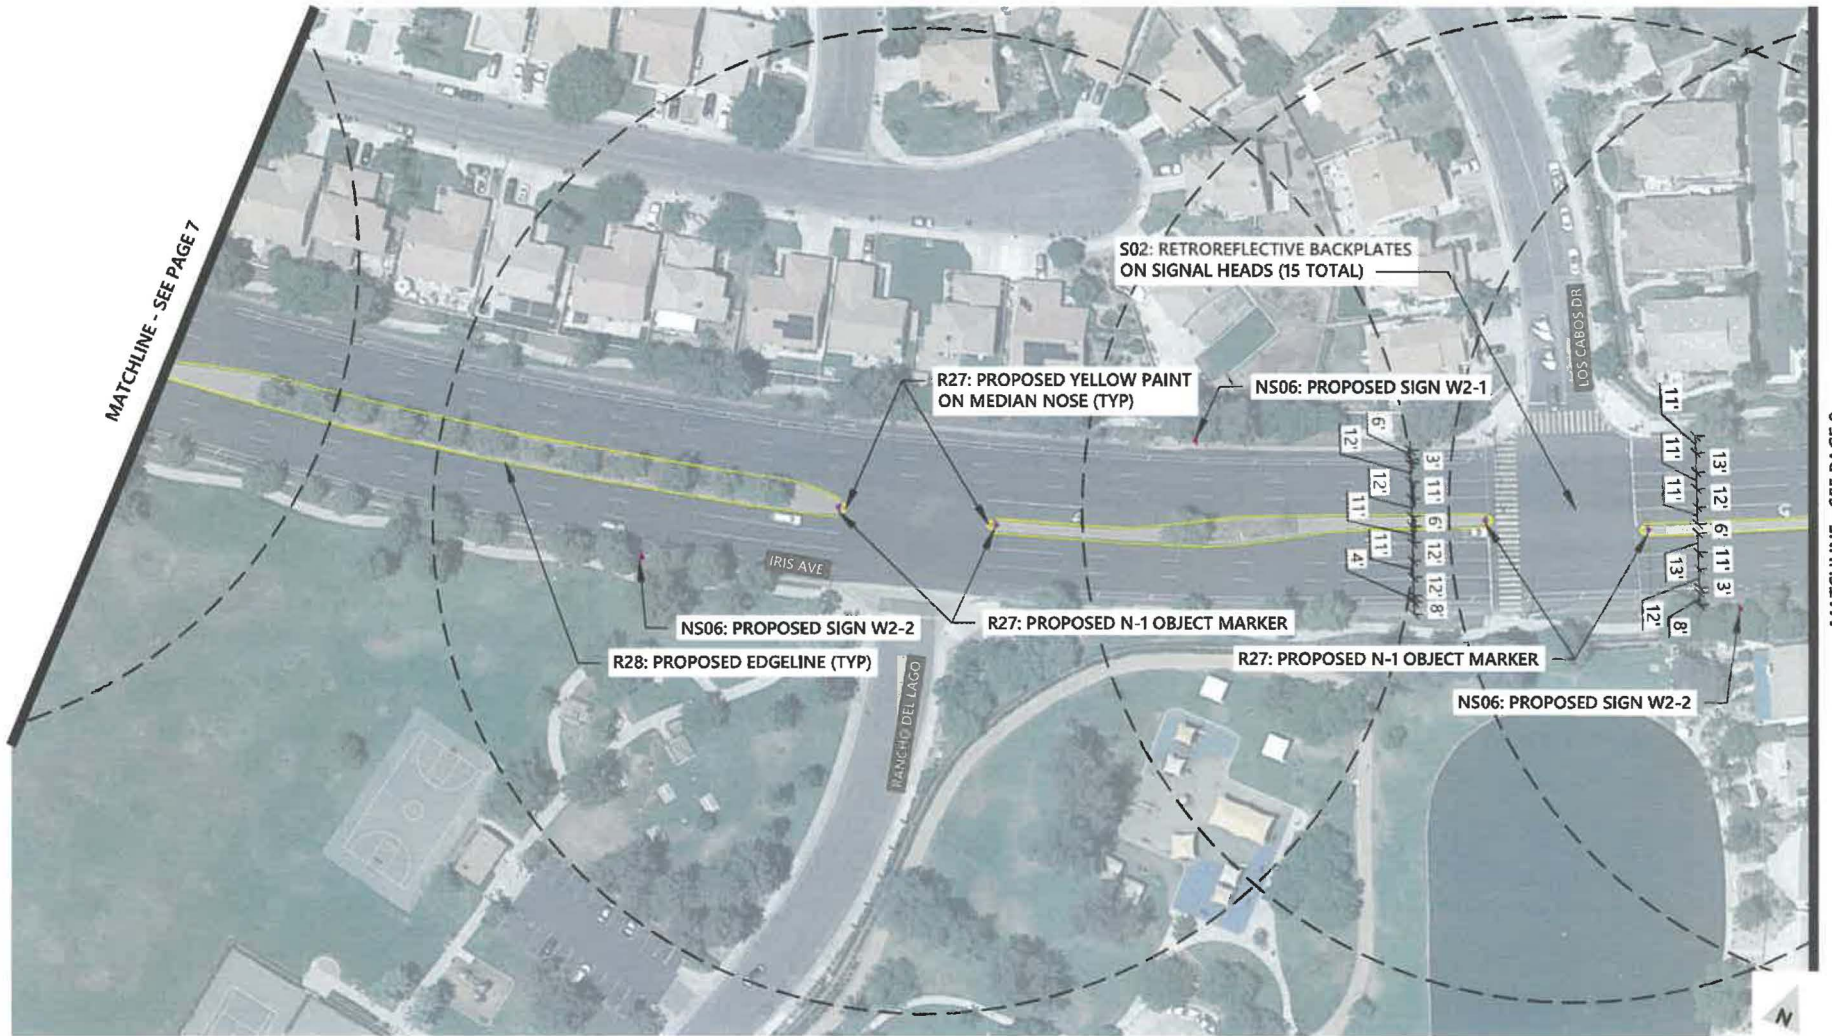 MATCHLINE - SEE PAGE 7
S02: RETROREFLECTIVE BACKPLATES
ON SIGNAL HEADS (15 TOTAL)
LOS CABOS DR
R27: PROPOSED YELLOW PAINT
ON MEDIAN NOSE (TYP)
NS06: PROPOSED SIGN W2-1
6'
12'
12'
11'
11'
4'
3'
11'
6'
12'
12'
8'
11'
11'
11'
13'
12'
13'
12'
6'
11'
3'
8'
IRIS AVE
NS06: PROPOSED SIGN W2-2
R27: PROPOSED N-1 OBJECT MARKER
R28: PROPOSED EDGELINE (TYP)
R27: PROPOSED N-1 OBJECT MARKER
RANCHO DEL LAGO
NS06: PROPOSED SIGN W2-2
N